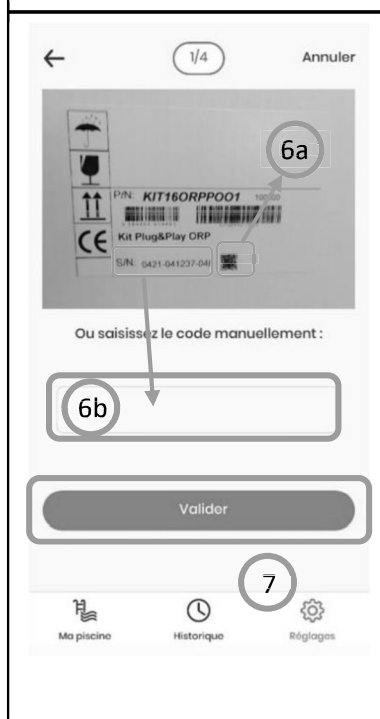 1/4 Annuler
6a
P/N: KIT16ORPPOO1
CE Kit Plug&Play ORP
S/N: 0421-041237-04
Ou saisissez le code manuellement :
6b
Valider
7
Ma piscine Historique Réglages